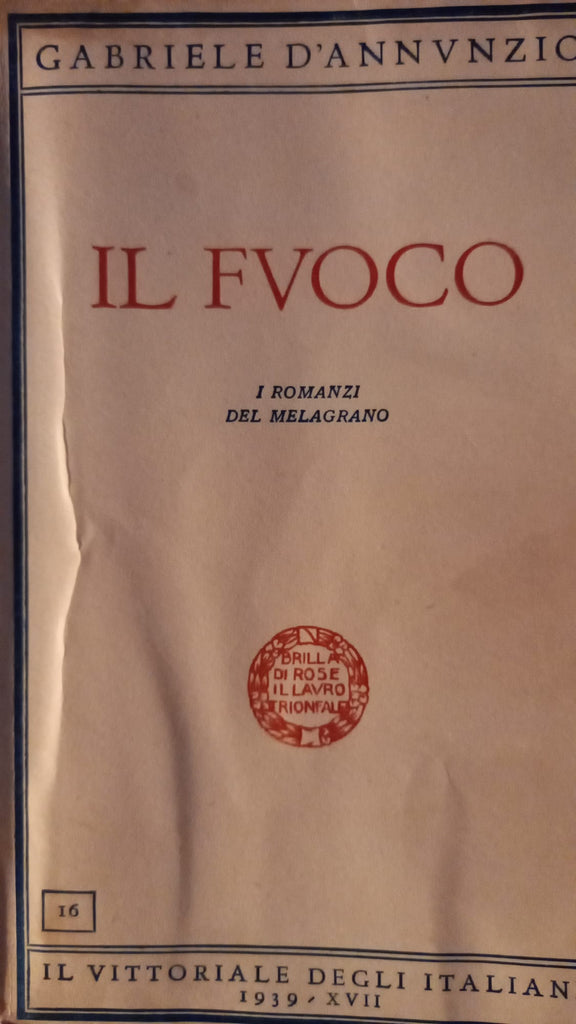 GABRIELE D'ANNVNZIO
IL FVOCO
I ROMANZI
DEL MELAGRANO
BRILLA
DI ROSE
IL LAVRO
TRIONFALE
16
IL VITTORIALE DEGLI ITALIAN
1939 - XVII